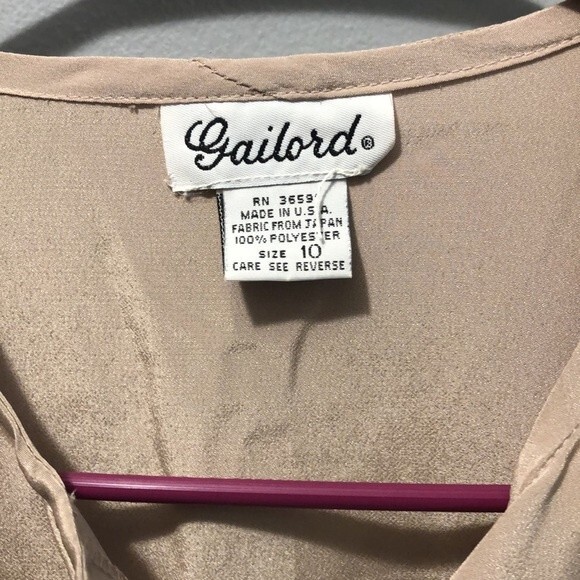 Gailord®
RN 3659
MADE IN U.S.A.
FABRIC FROM JAPAN
100% POLYESTER
SIZE 10
CARE SEE REVERSE